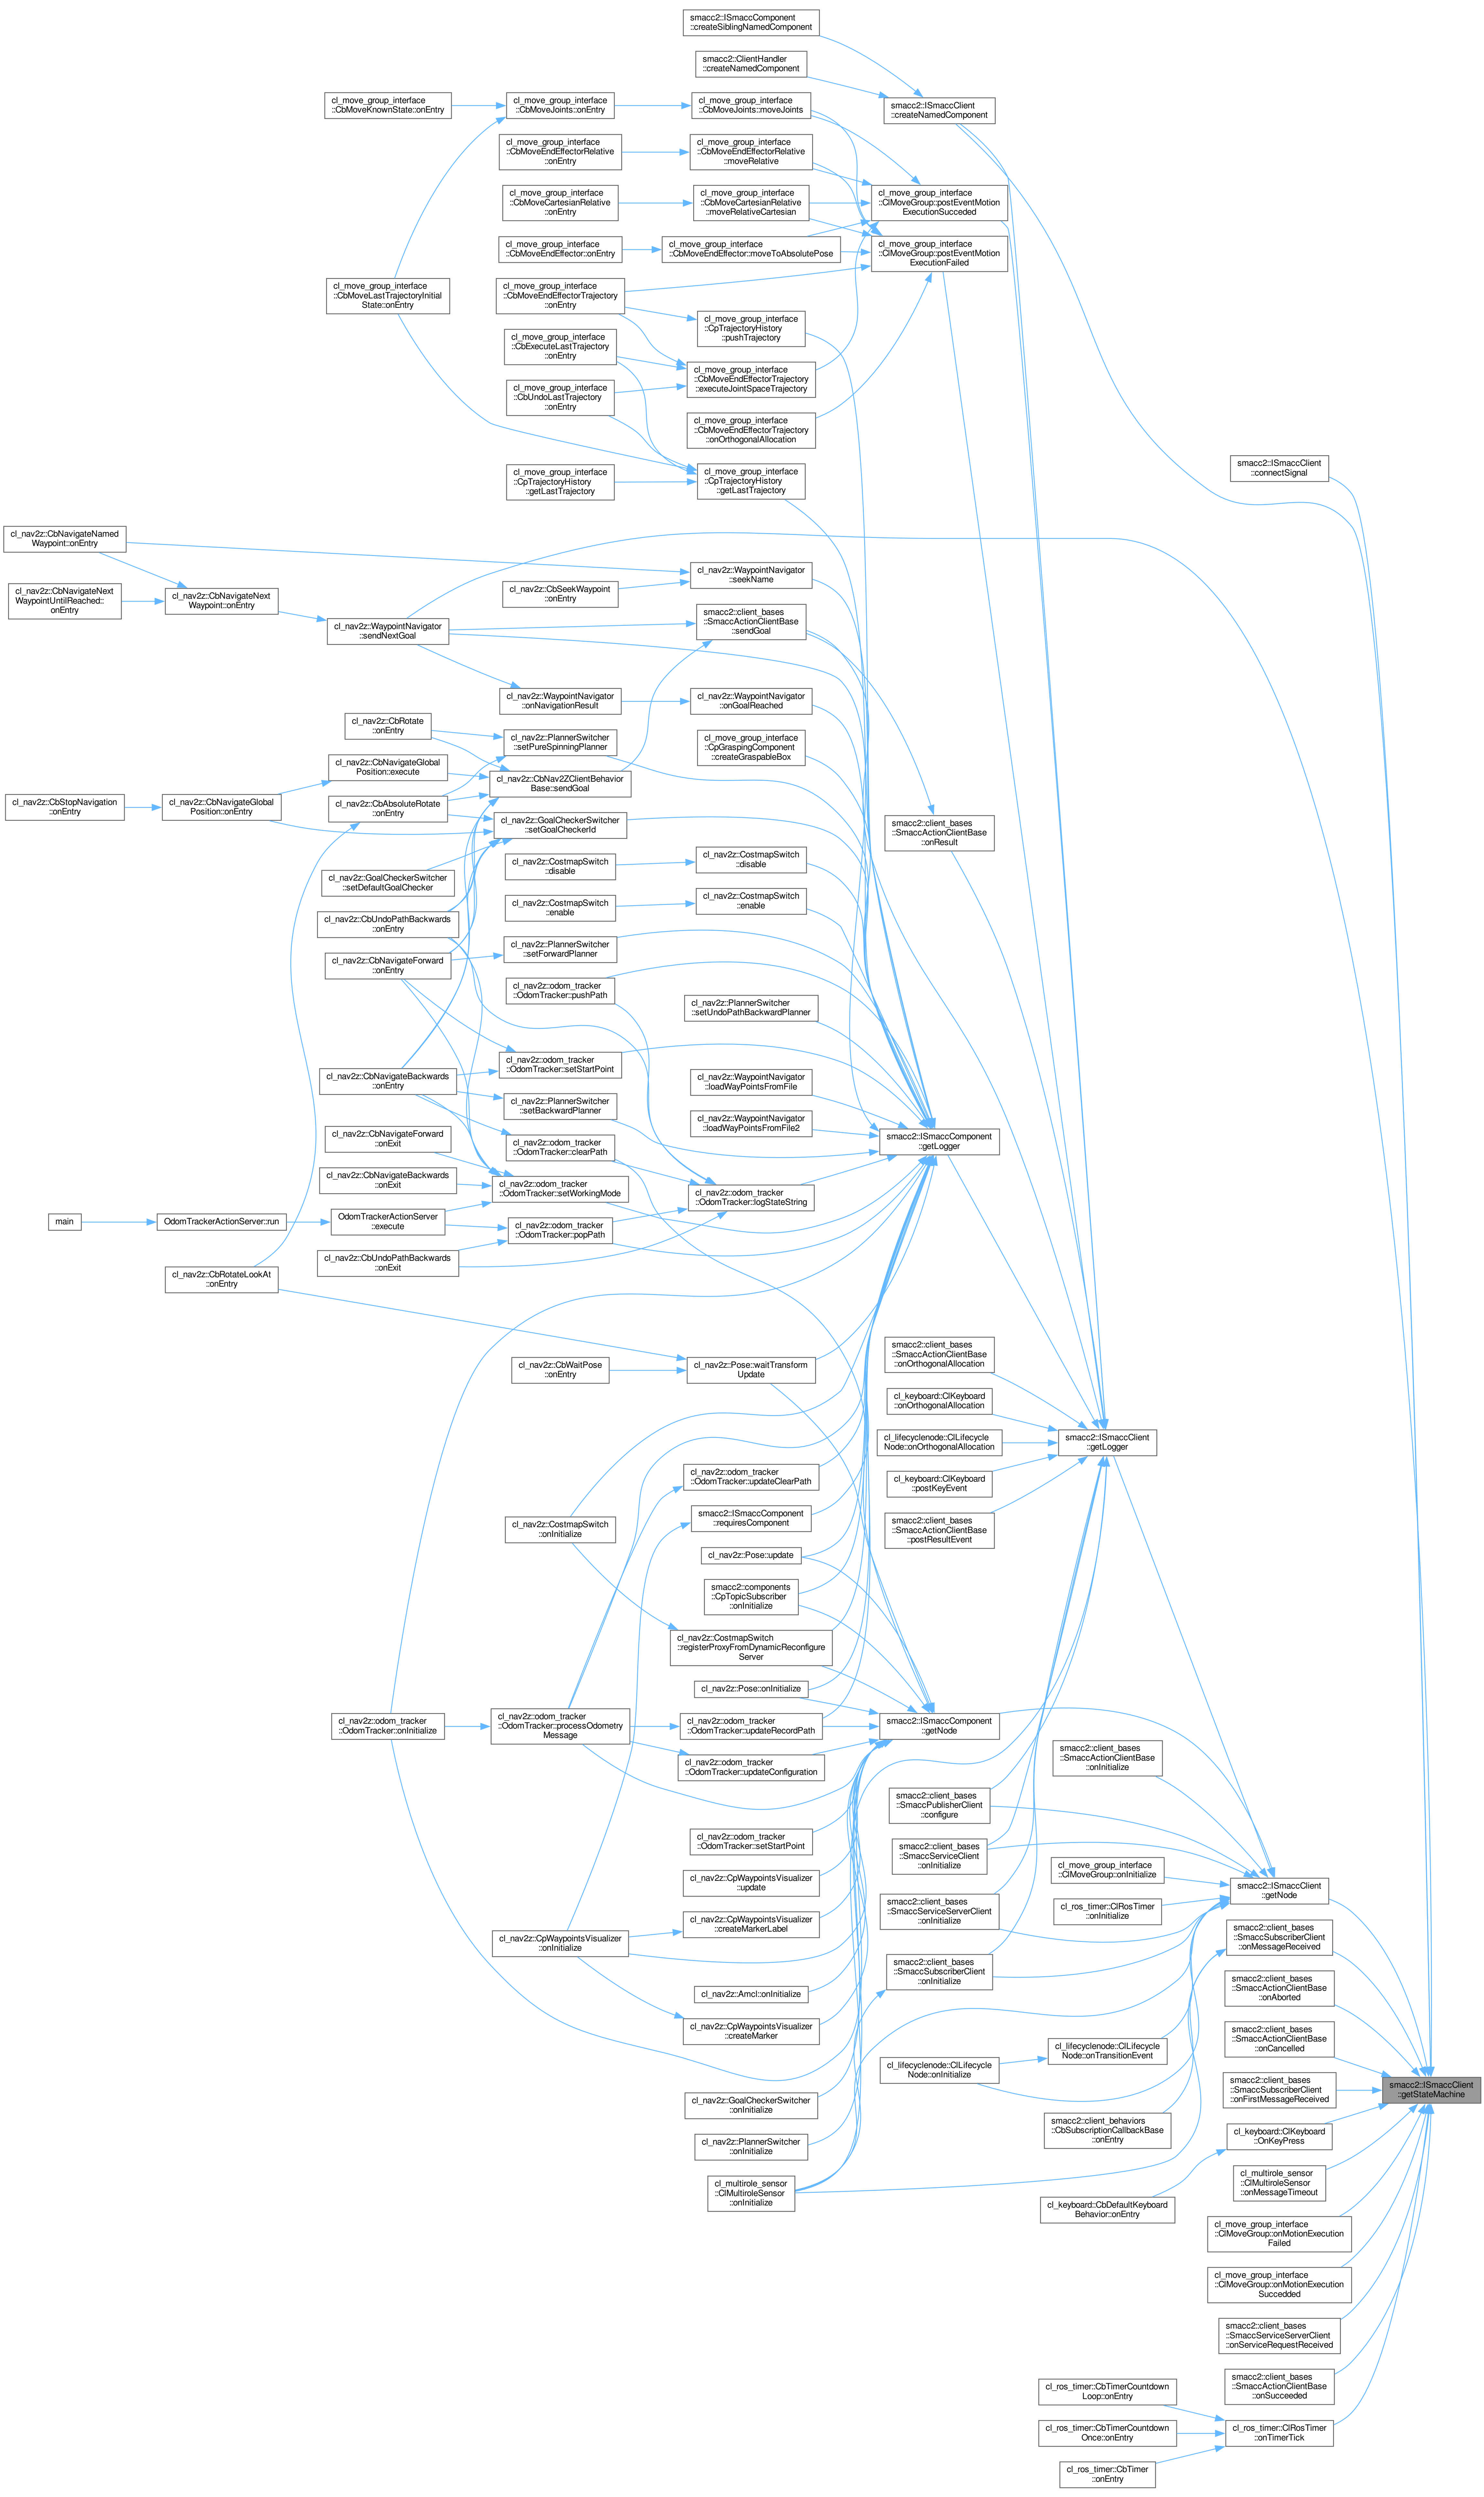 smacc2::ISmaccComponent
::createSiblingNamedComponent
smacc2::ClientHandler
::createNamedComponent
cl_move_group_interface
::CbMoveKnownState::onEntry
cl_move_group_interface
::CbMoveJoints::onEntry
cl_move_group_interface
::CbMoveJoints::moveJoints
smacc2::ISmaccClient
::createNamedComponent
cl_move_group_interface
::CbMoveEndEffectorRelative
::onEntry
cl_move_group_interface
::CbMoveEndEffectorRelative
::moveRelative
cl_move_group_interface
::CbMoveCartesianRelative
::onEntry
cl_move_group_interface
::CbMoveCartesianRelative
::moveRelativeCartesian
cl_move_group_interface
::ClMoveGroup::postEventMotion
ExecutionSucceded
cl_move_group_interface
::CbMoveEndEffector::onEntry
cl_move_group_interface
::CbMoveEndEffector::moveToAbsolutePose
cl_move_group_interface
::ClMoveGroup::postEventMotion
ExecutionFailed
cl_move_group_interface
::CbMoveLastTrajectoryInitial
State::onEntry
cl_move_group_interface
::CbMoveEndEffectorTrajectory
::onEntry
cl_move_group_interface
::CpTrajectoryHistory
::pushTrajectory
cl_move_group_interface
::CbExecuteLastTrajectory
::onEntry
cl_move_group_interface
::CbMoveEndEffectorTrajectory
::executeJointSpaceTrajectory
cl_move_group_interface
::CbUndoLastTrajectory
::onEntry
cl_move_group_interface
::CbMoveEndEffectorTrajectory
::onOrthogonalAllocation
cl_move_group_interface
::CpTrajectoryHistory
::getLastTrajectory
cl_move_group_interface
::CpTrajectoryHistory
::getLastTrajectory
smacc2::ISmaccClient
::connectSignal
cl_nav2z::CbNavigateNamed
Waypoint::onEntry
cl_nav2z::CbNavigateNext
WaypointUntilReached::
onEntry
cl_nav2z::CbNavigateNext
Waypoint::onEntry
cl_nav2z::CbSeekWaypoint
::onEntry
cl_nav2z::WaypointNavigator
::seekName
cl_nav2z::WaypointNavigator
::sendNextGoal
smacc2::client_bases
::SmaccActionClientBase
::sendGoal
cl_nav2z::WaypointNavigator
::onNavigationResult
cl_nav2z::WaypointNavigator
::onGoalReached
cl_nav2z::CbRotate
::onEntry
cl_nav2z::PlannerSwitcher
::setPureSpinningPlanner
cl_move_group_interface
::CpGraspingComponent
::createGraspableBox
cl_nav2z::CbNavigateGlobal
Position::execute
cl_nav2z::CbNav2ZClientBehavior
Base::sendGoal
cl_nav2z::CbStopNavigation
::onEntry
cl_nav2z::CbNavigateGlobal
Position::onEntry
cl_nav2z::CbAbsoluteRotate
::onEntry
cl_nav2z::GoalCheckerSwitcher
::setGoalCheckerId
smacc2::client_bases
::SmaccActionClientBase
::onResult
cl_nav2z::GoalCheckerSwitcher
::setDefaultGoalChecker
cl_nav2z::CostmapSwitch
::disable
cl_nav2z::CostmapSwitch
::disable
cl_nav2z::CostmapSwitch
::enable
cl_nav2z::CostmapSwitch
::enable
cl_nav2z::CbUndoPathBackwards
::onEntry
cl_nav2z::CbNavigateForward
::onEntry
cl_nav2z::PlannerSwitcher
::setForwardPlanner
cl_nav2z::odom_tracker
::OdomTracker::pushPath
cl_nav2z::PlannerSwitcher
::setUndoPathBackwardPlanner
cl_nav2z::odom_tracker
::OdomTracker::setStartPoint
cl_nav2z::WaypointNavigator
::loadWayPointsFromFile
cl_nav2z::CbNavigateBackwards
::onEntry
cl_nav2z::PlannerSwitcher
::setBackwardPlanner
cl_nav2z::WaypointNavigator
::loadWayPointsFromFile2
smacc2::ISmaccComponent
::getLogger
cl_nav2z::CbNavigateForward
::onExit
cl_nav2z::odom_tracker
::OdomTracker::clearPath
cl_nav2z::CbNavigateBackwards
::onExit
cl_nav2z::odom_tracker
::OdomTracker::setWorkingMode
cl_nav2z::odom_tracker
::OdomTracker::logStateString
main
OdomTrackerActionServer::run
OdomTrackerActionServer
::execute
cl_nav2z::odom_tracker
::OdomTracker::popPath
cl_nav2z::CbUndoPathBackwards
::onExit
cl_nav2z::CbRotateLookAt
::onEntry
cl_nav2z::CbWaitPose
::onEntry
cl_nav2z::Pose::waitTransform
Update
smacc2::client_bases
::SmaccActionClientBase
::onOrthogonalAllocation
cl_keyboard::ClKeyboard
::onOrthogonalAllocation
cl_lifecyclenode::ClLifecycle
Node::onOrthogonalAllocation
smacc2::ISmaccClient
::getLogger
cl_keyboard::ClKeyboard
::postKeyEvent
smacc2::client_bases
::SmaccActionClientBase
::postResultEvent
cl_nav2z::odom_tracker
::OdomTracker::updateClearPath
cl_nav2z::CostmapSwitch
::onInitialize
smacc2::ISmaccComponent
::requiresComponent
cl_nav2z::Pose::update
smacc2::components
::CpTopicSubscriber
::onInitialize
cl_nav2z::CostmapSwitch
::registerProxyFromDynamicReconfigure
Server
cl_nav2z::Pose::onInitialize
cl_nav2z::odom_tracker
::OdomTracker::onInitialize
cl_nav2z::odom_tracker
::OdomTracker::processOdometry
Message
cl_nav2z::odom_tracker
::OdomTracker::updateRecordPath
smacc2::ISmaccComponent
::getNode
cl_nav2z::odom_tracker
::OdomTracker::updateConfiguration
smacc2::client_bases
::SmaccActionClientBase
::onInitialize
smacc2::client_bases
::SmaccPublisherClient
::configure
cl_nav2z::odom_tracker
::OdomTracker::setStartPoint
smacc2::client_bases
::SmaccServiceClient
::onInitialize
cl_move_group_interface
::ClMoveGroup::onInitialize
smacc2::ISmaccClient
::getNode
cl_nav2z::CpWaypointsVisualizer
::update
cl_ros_timer::ClRosTimer
::onInitialize
smacc2::client_bases
::SmaccServiceServerClient
::onInitialize
cl_nav2z::CpWaypointsVisualizer
::createMarkerLabel
cl_nav2z::CpWaypointsVisualizer
::onInitialize
smacc2::client_bases
::SmaccSubscriberClient
::onMessageReceived
smacc2::client_bases
::SmaccSubscriberClient
::onInitialize
cl_nav2z::Amcl::onInitialize
smacc2::client_bases
::SmaccActionClientBase
::onAborted
cl_nav2z::CpWaypointsVisualizer
::createMarker
smacc2::client_bases
::SmaccActionClientBase
::onCancelled
cl_lifecyclenode::ClLifecycle
Node::onTransitionEvent
cl_lifecyclenode::ClLifecycle
Node::onInitialize
smacc2::client_bases
::SmaccSubscriberClient
::onFirstMessageReceived
smacc2::ISmaccClient
::getStateMachine
cl_nav2z::GoalCheckerSwitcher
::onInitialize
smacc2::client_behaviors
::CbSubscriptionCallbackBase
::onEntry
cl_keyboard::ClKeyboard
::OnKeyPress
cl_nav2z::PlannerSwitcher
::onInitialize
cl_multirole_sensor
::ClMultiroleSensor
::onMessageTimeout
cl_multirole_sensor
::ClMultiroleSensor
::onInitialize
cl_keyboard::CbDefaultKeyboard
Behavior::onEntry
cl_move_group_interface
::ClMoveGroup::onMotionExecution
Failed
cl_move_group_interface
::ClMoveGroup::onMotionExecution
Succedded
smacc2::client_bases
::SmaccServiceServerClient
::onServiceRequestReceived
smacc2::client_bases
::SmaccActionClientBase
::onSucceeded
cl_ros_timer::CbTimerCountdown
Loop::onEntry
cl_ros_timer::CbTimerCountdown
Once::onEntry
cl_ros_timer::ClRosTimer
::onTimerTick
cl_ros_timer::CbTimer
::onEntry